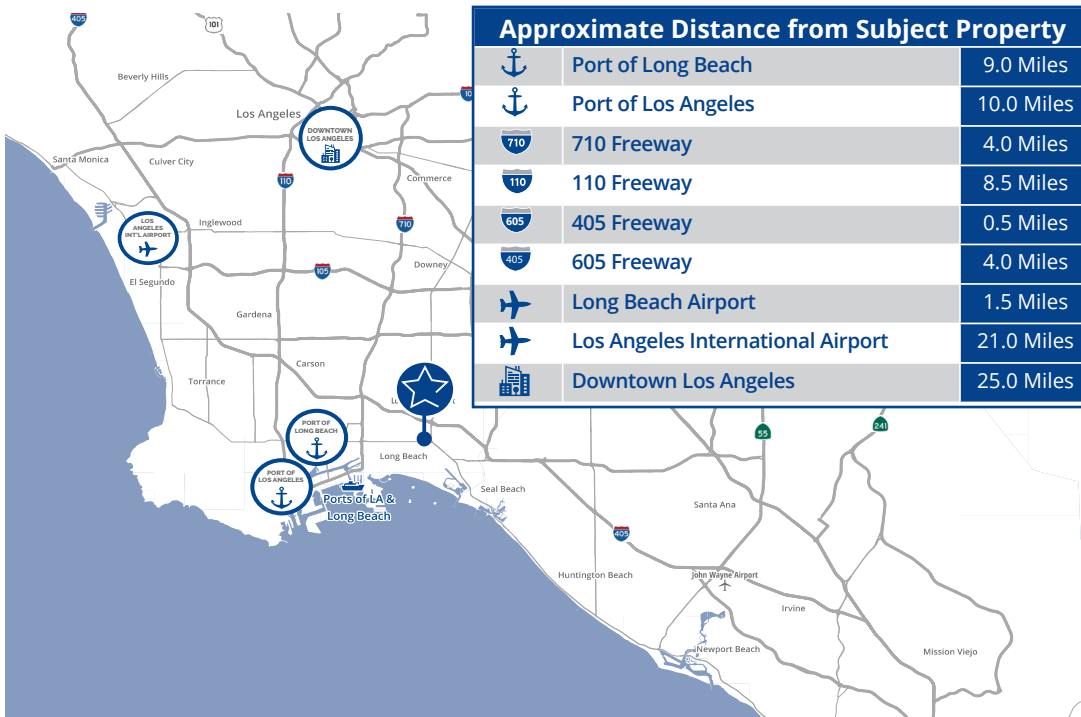 Approximate Distance from Subject Property
Port of Long Beach 9.0 Miles
Port of Los Angeles 10.0 Miles
710 710 Freeway 4.0 Miles
110 110 Freeway 8.5 Miles
605 405 Freeway 0.5 Miles
405 605 Freeway 4.0 Miles
Long Beach Airport 1.5 Miles
Los Angeles International Airport 21.0 Miles
Downtown Los Angeles 25.0 Miles
405
101
Beverly Hills
10
Los Angeles
DOWNTOWN
LOS ANGELES
Santa Monica
Culver City
Commerce
110
LOS
ANGELES
INT'L AIRPORT
Inglewood
710
Downey
105
El Segundo
Gardena
Carson
Torrance
PORT OF
LONG BEACH
Long Beach
PORT OF
LOS ANGELES
Ports of LA &
Long Beach
Seal Beach
55
241
Santa Ana
405
Huntington Beach
John Wayne Airport
Irvine
Newport Beach
Mission Viejo